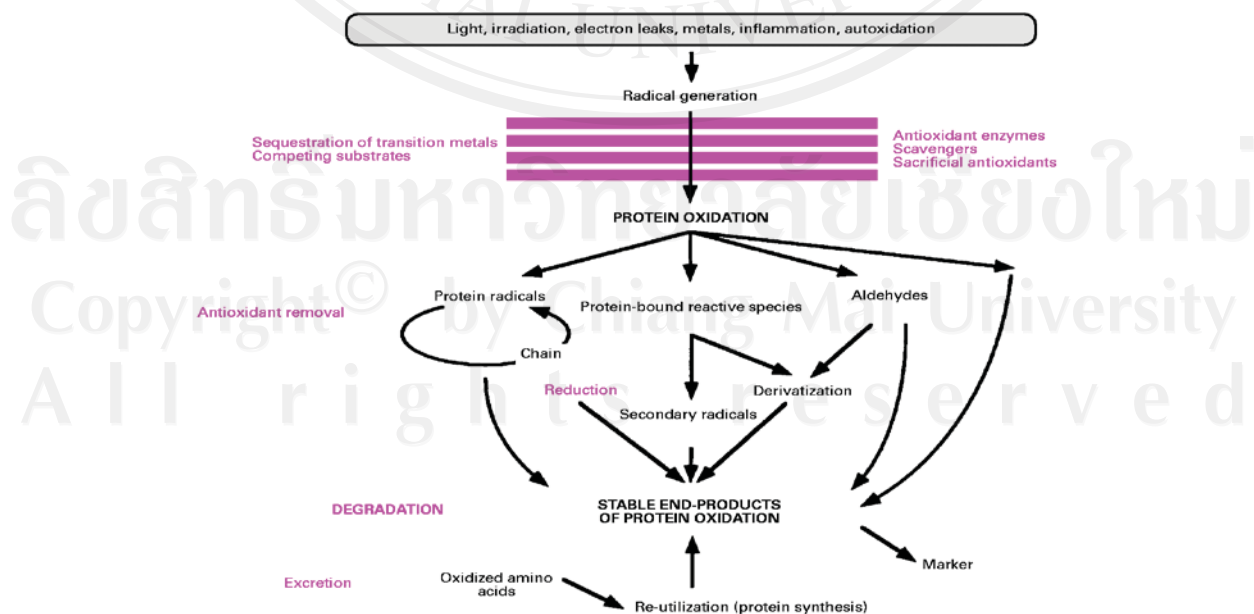 MAI UNIVER
Light, irradiation, electron leaks, metals, inflammation, autoxidation
Radical generation
Sequestration of transition metals
Competing substrates
Antioxidant enzymes
Scavengers
Sacrificial antioxidants
ลิขสิทธิ์มหาวิทยาลัยเชียงใหม่
PROTEIN OXIDATION
Copyright© by Chiang Mai University
Protein radicals
Protein-bound reactive species
Aldehydes
Antioxidant removal
Chain
All rights reserved
Reduction
Derivatization
Secondary radicals
DEGRADATION
STABLE END-PRODUCTS
OF PROTEIN OXIDATION
Marker
Excretion
Oxidized amino
acids
Re-utilization (protein synthesis)